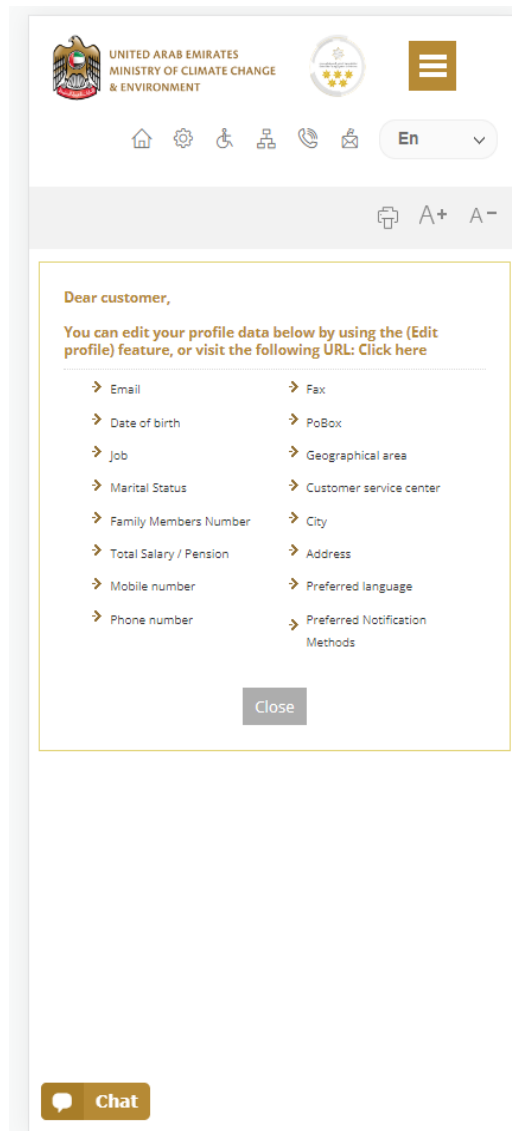 UNITED ARAB EMIRATES
MINISTRY OF CLIMATE CHANGE
& ENVIRONMENT
En
A+ A-
Dear customer,
You can edit your profile data below by using the (Edit
profile) feature, or visit the following URL: Click here
Email
Fax
Date of birth
PoBox
Job
Geographical area
Marital Status
Customer service center
Family Members Number
City
Total Salary / Pension
Address
Mobile number
Preferred language
Phone number
Preferred Notification
Methods
Close
Chat